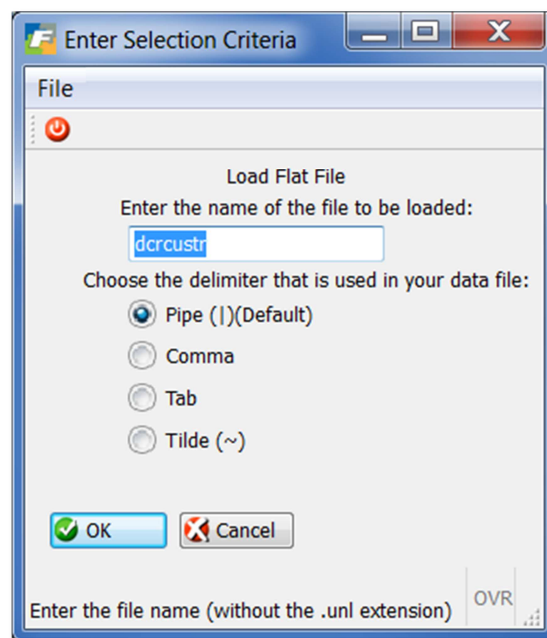 Enter Selection Criteria
File
Load Flat File
Enter the name of the file to be loaded:
dcrcustr
Choose the delimiter that is used in your data file:
Pipe (|)(Default)
Comma
Tab
Tilde (~)
OK
Cancel
Enter the file name (without the .unl extension)
OVR